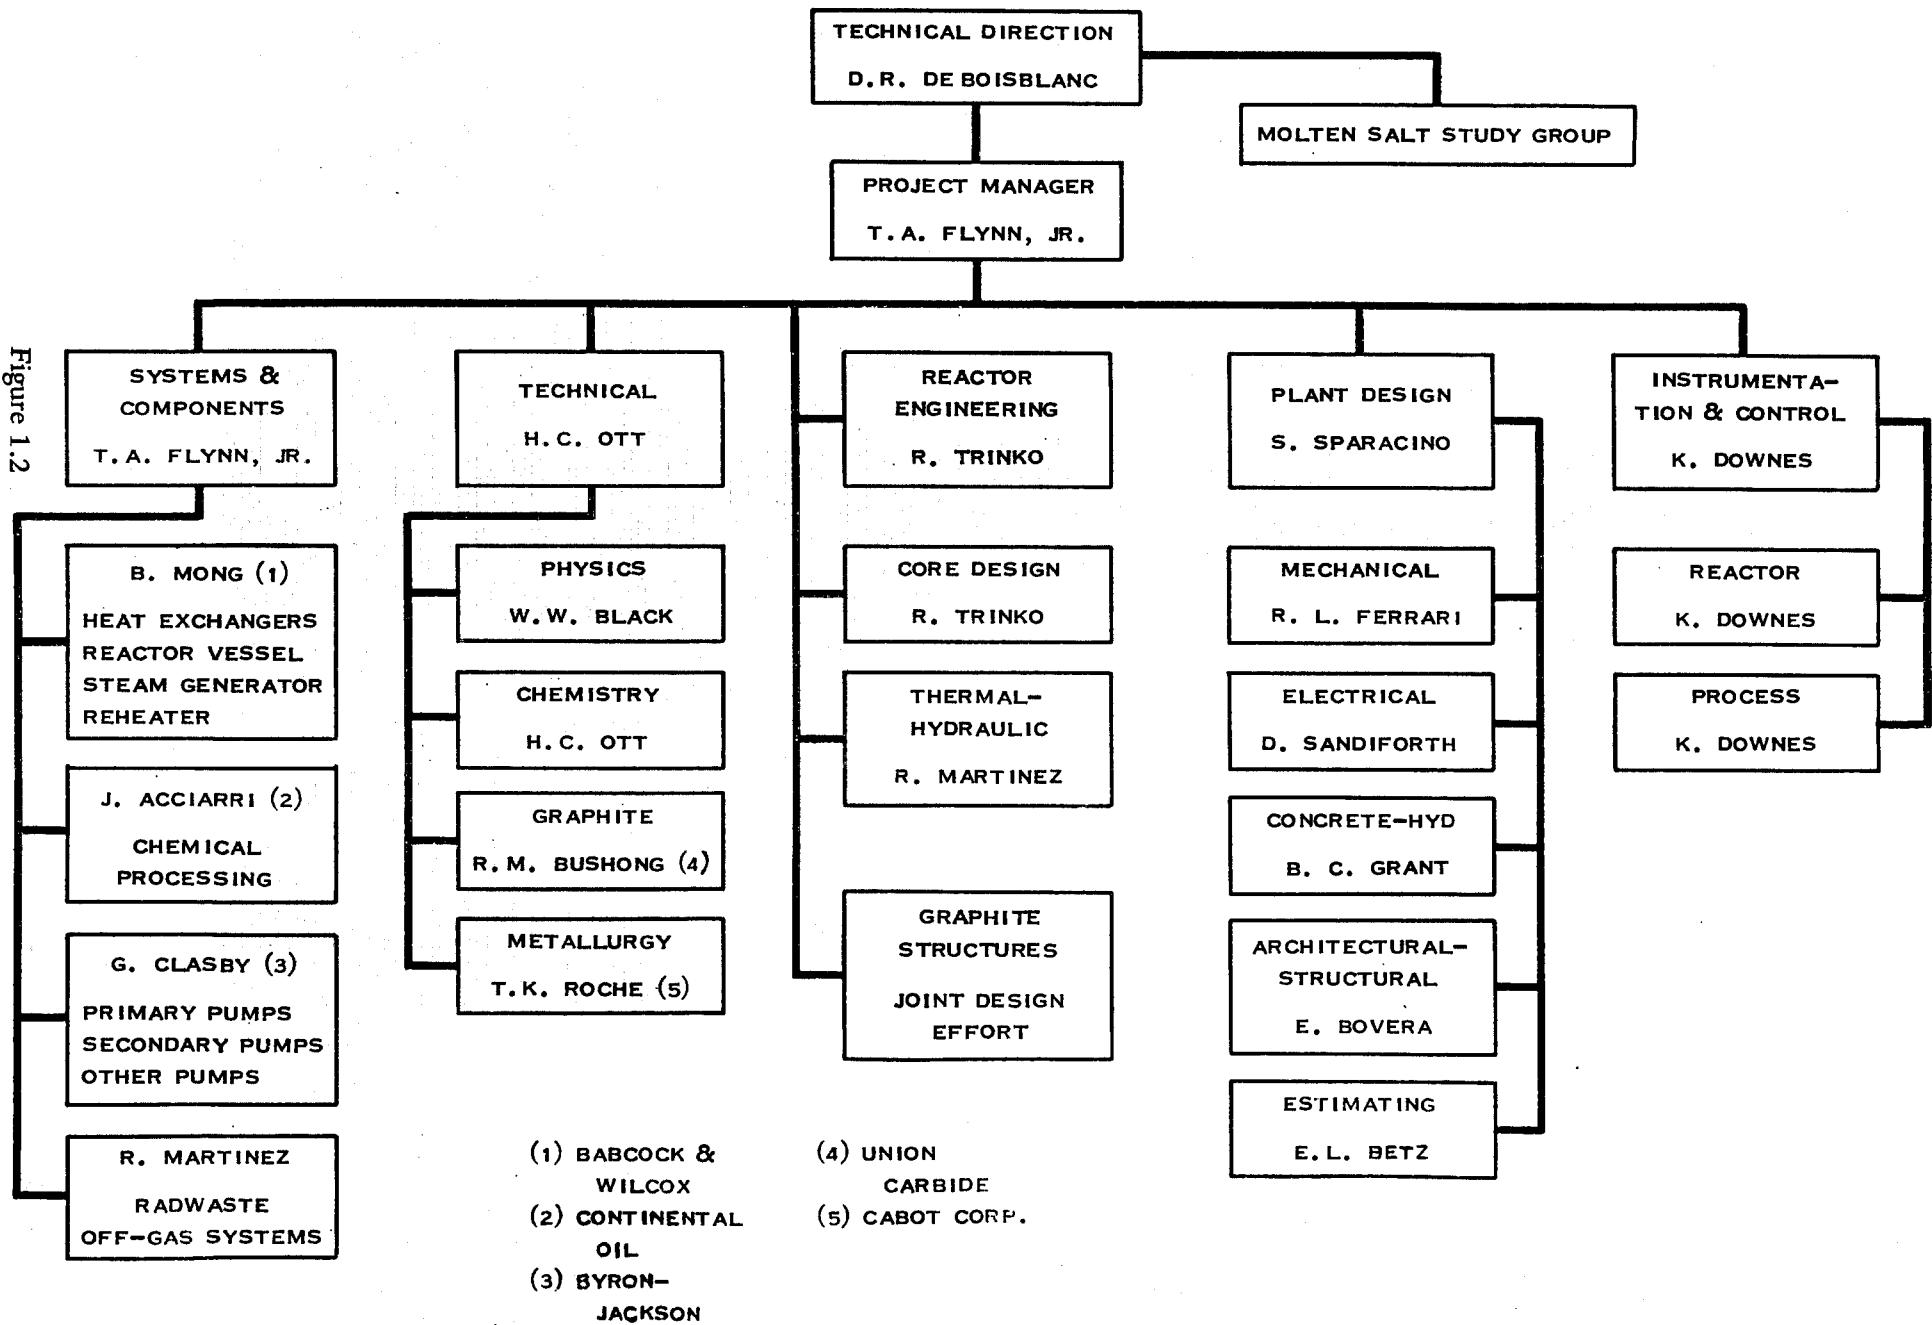 TECHNICAL DIRECTION
D.R. DE BOISBLANC
MOLTEN SALT STUDY GROUP
PROJECT MANAGER
T.A. FLYNN, JR.
Figure 1.2
SYSTEMS &
COMPONENTS
T.A. FLYNN, JR.
B. MONG (1)
HEAT EXCHANGERS
REACTOR VESSEL
STEAM GENERATOR
REHEATER
J. ACCIARRI (2)
CHEMICAL
PROCESSING
G. CLASBY (3)
PRIMARY PUMPS
SECONDARY PUMPS
OTHER PUMPS
R. MARTINEZ
RADWASTE
OFF-GAS SYSTEMS
TECHNICAL
H.C. OTT
PHYSICS
W.W. BLACK
CHEMISTRY
H.C. OTT
GRAPHITE
R.M. BUSHONG (4)
METALLURGY
T.K. ROCHE (5)
REACTOR
ENGINEERING
R. TRINKO
CORE DESIGN
R. TRINKO
THERMAL-
HYDRAULIC
R. MARTINEZ
GRAPHITE
STRUCTURES
JOINT DESIGN
EFFORT
PLANT DESIGN
S. SPARACINO
MECHANICAL
R. L. FERRARI
ELECTRICAL
D. SANDIFORTH
CONCRETE-HYD
B. C. GRANT
ARCHITECTURAL-
STRUCTURAL
E. BOVERA
ESTIMATING
E.L. BETZ
INSTRUMENTA-
TION & CONTROL
K. DOWNES
REACTOR
K. DOWNES
PROCESS
K. DOWNES
(1) BABCOCK &
WILCOX
(2) CONTINENTAL
OIL
(3) BYRON-
JACKSON
(4) UNION
CARBIDE
(5) CABOT CORP.